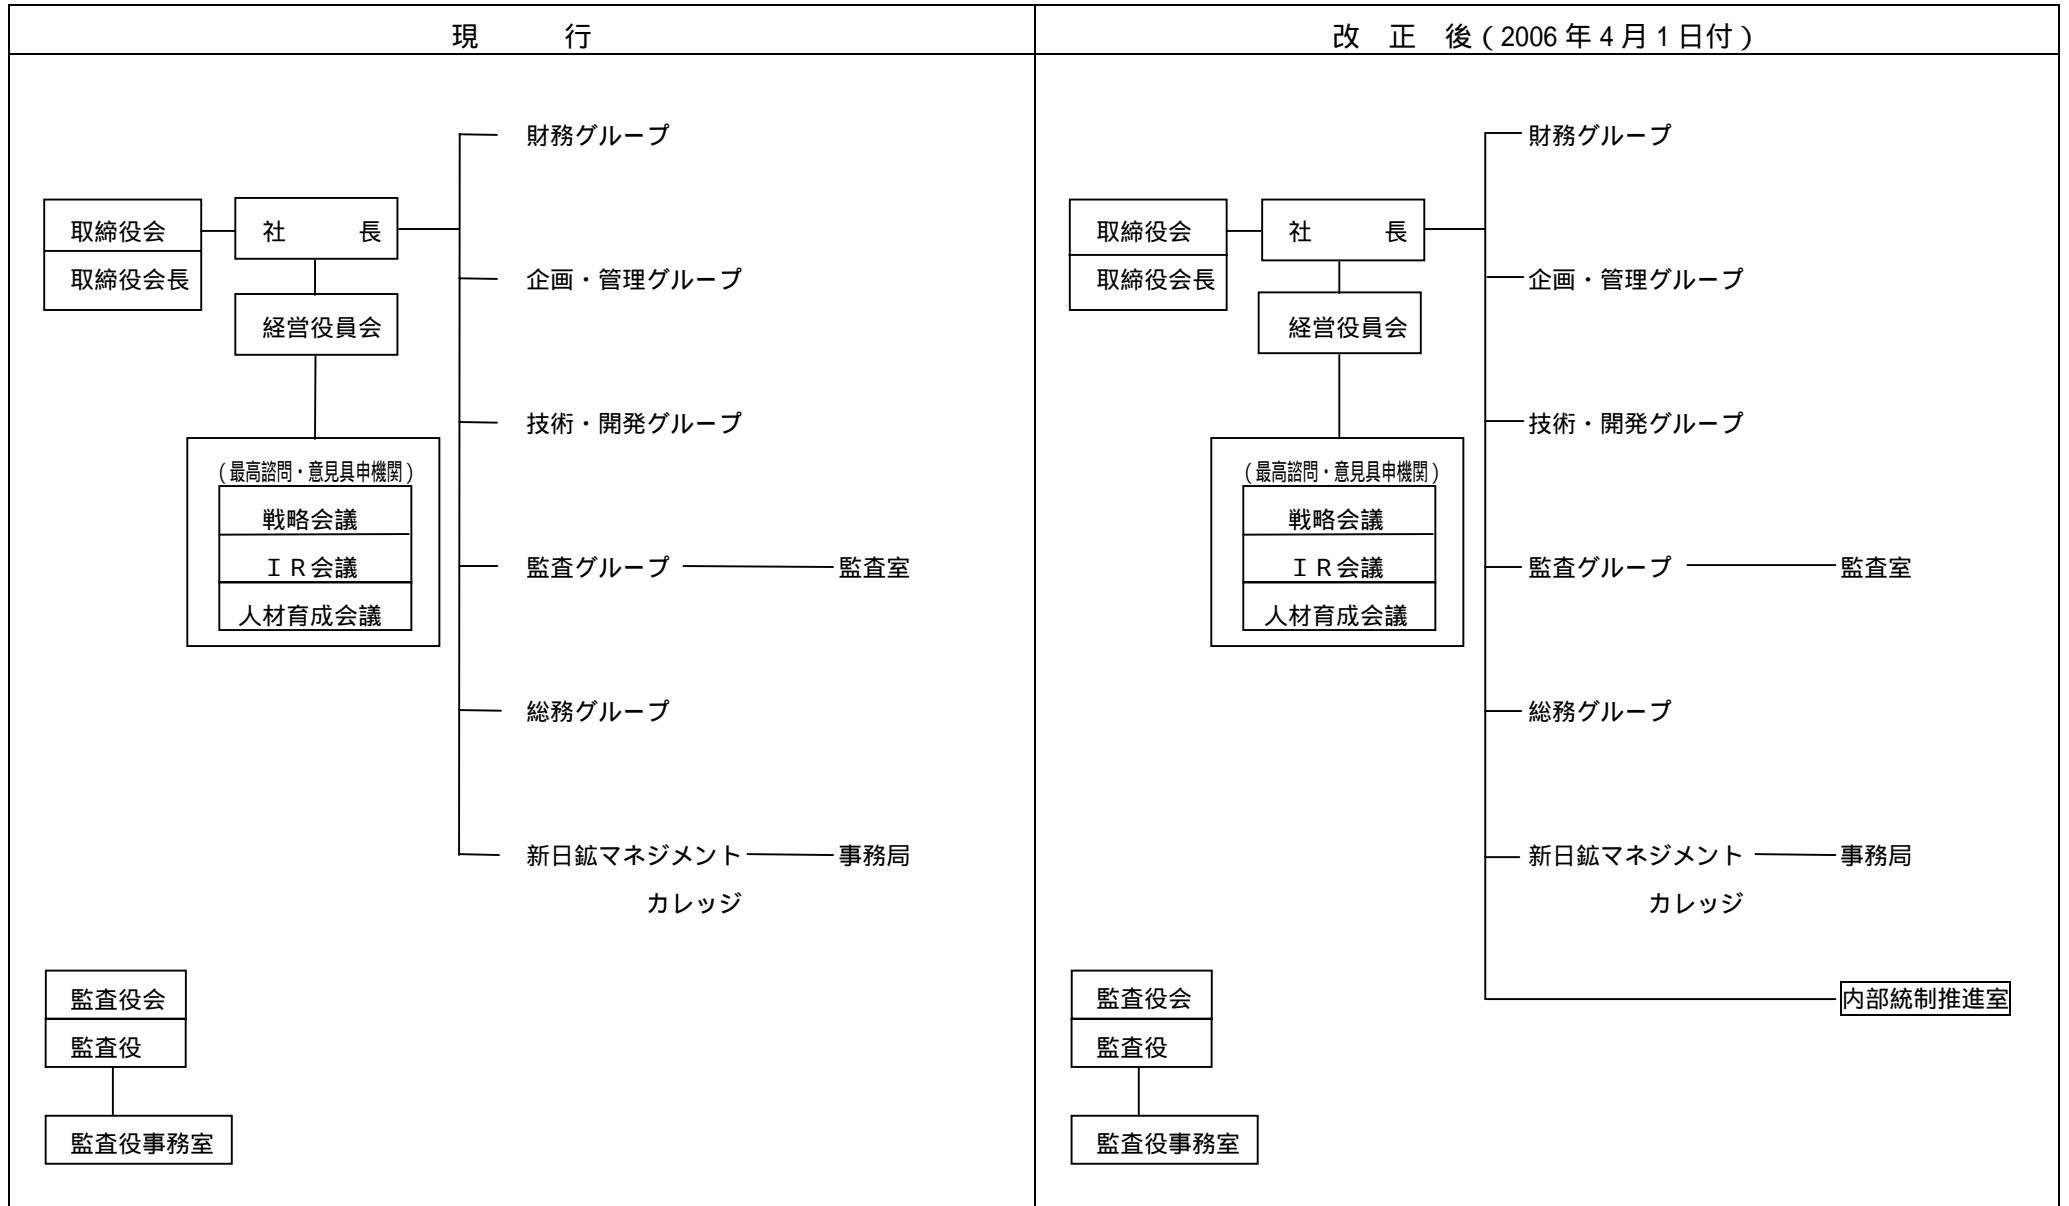 現　行
財務グループ
取締役会
社　長
取締役会長
企画・管理グループ
経営役員会
技術・開発グループ
（最高諮問・意見具申機関）
戦略会議
ＩＲ会議
人材育成会議
監査グループ
監査室
総務グループ
新日鉱マネジメント
カレッジ
事務局
監査役会
監査役
監査役事務室
改　正　後（2006年4月1日付）
財務グループ
取締役会
社　長
取締役会長
企画・管理グループ
経営役員会
技術・開発グループ
（最高諮問・意見具申機関）
戦略会議
ＩＲ会議
人材育成会議
監査グループ
監査室
総務グループ
新日鉱マネジメント
カレッジ
事務局
内部統制推進室
監査役会
監査役
監査役事務室